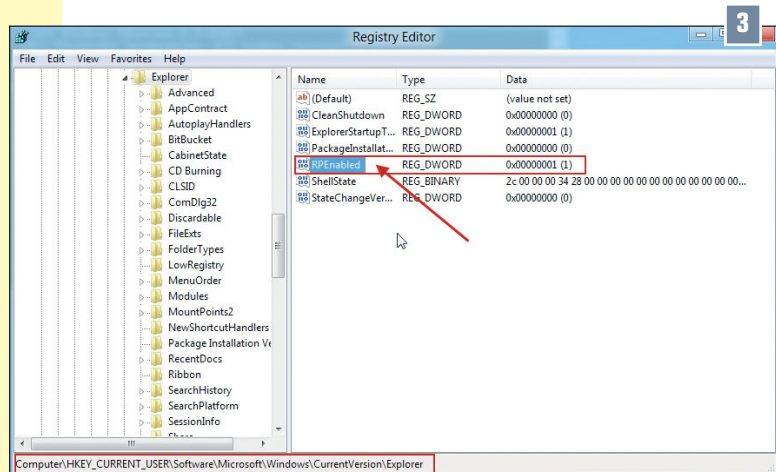 3
Registry Editor
File Edit View Favorites Help
Explorer
Advanced
AppContract
AutoplayHandlers
BitBucket
CabinetState
CD Burning
CLSID
ComDlg32
Discardable
FileExts
FolderTypes
LowRegistry
MenuOrder
Modules
MountPoints2
NewShortcutHandlers
Package Installation
RecentDocs
Ribbon
SearchHistory
SearchPlatform
SessionInfo
Name Type Data
(Default) REG_SZ (value not set)
CleanShutdown REG_DWORD 0x00000000 (0)
ExplorerStartupT... REG_DWORD 0x00000001 (1)
PackageInstallat... REG_DWORD 0x00000000 (0)
RPEnabled REG_DWORD 0x00000001 (1)
ShellState REG_BINARY 2c 00 00 00 34 28 00 00 00 00 00 00 00 00 00 00 00 00...
StateChangeVer... REG_DWORD 0x00000000 (0)
Computer\HKEY_CURRENT_USER\Software\Microsoft\Windows\CurrentVersion\Explorer